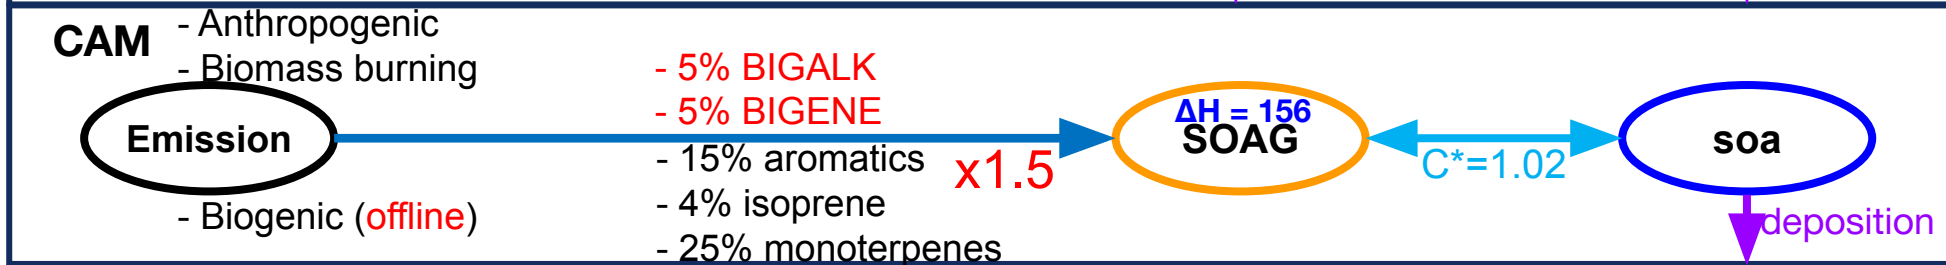 CAM
- Anthropogenic
- Biomass burning
Emission
- Biogenic (offline)
- 5% BIGALK
- 5% BIGENE
- 15% aromatics
- 4% isoprene
- 25% monoterpenes
x1.5
ΔH = 156
SOAG
C*=1.02
soa
deposition